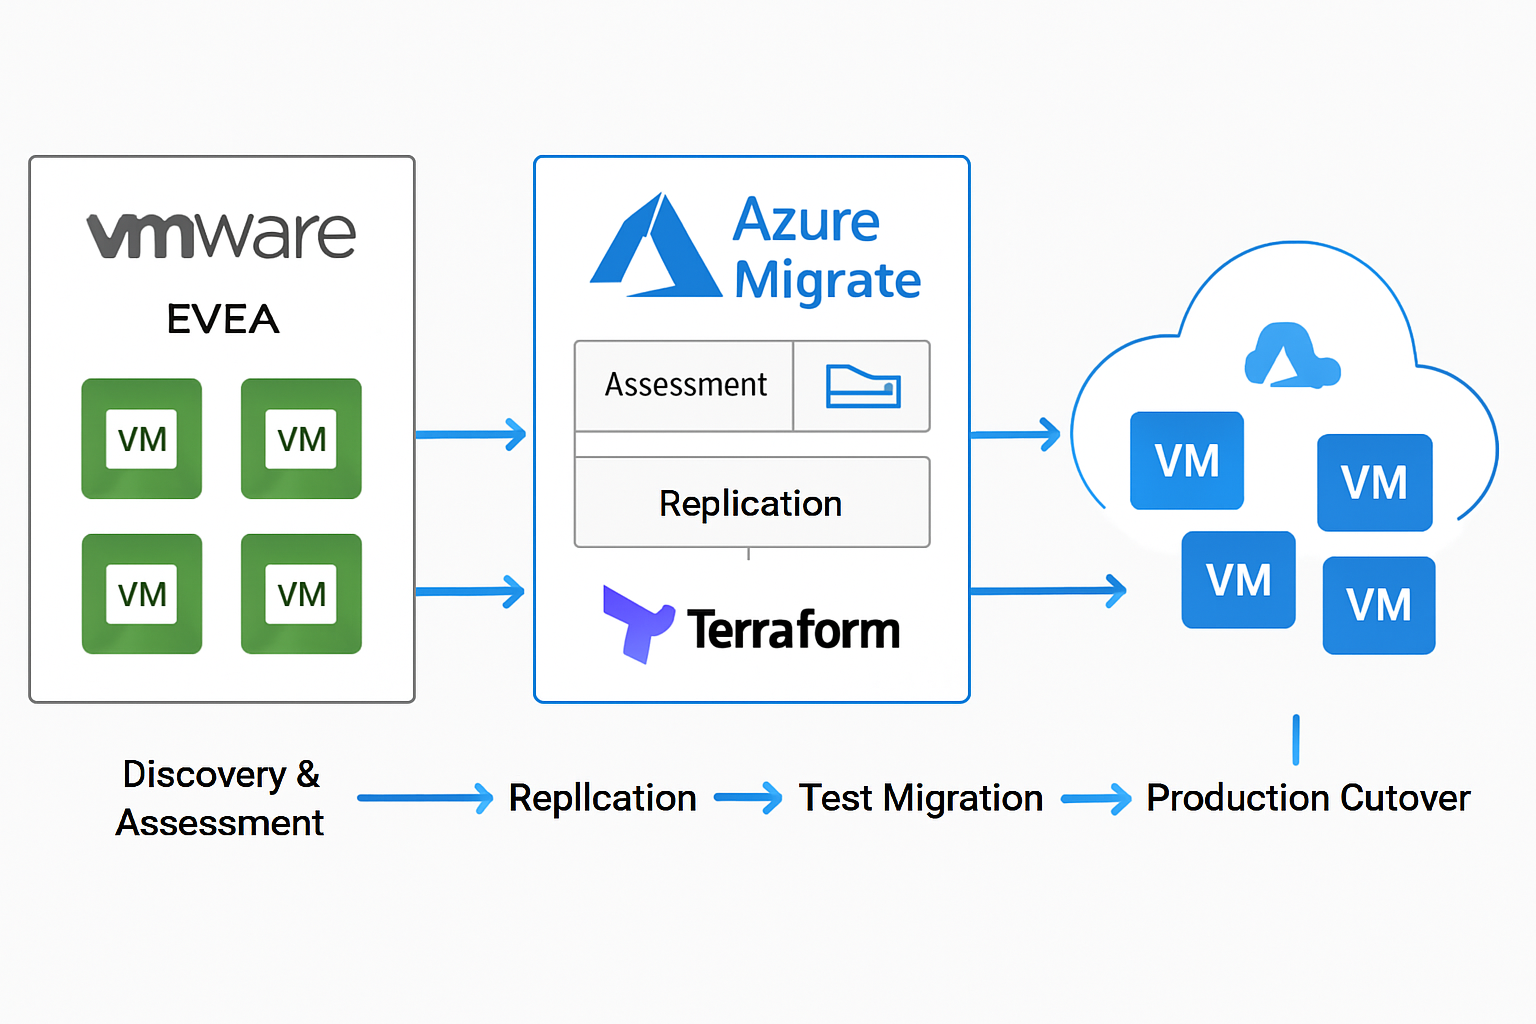 vmware
EVEA
VM
VM
VM
VM
Azure
Migrate
Assessment
Replication
Terraform
VM
VM
VM
VM
Discovery &
Assessment
Repllcation
Test Migration
Production Cutover